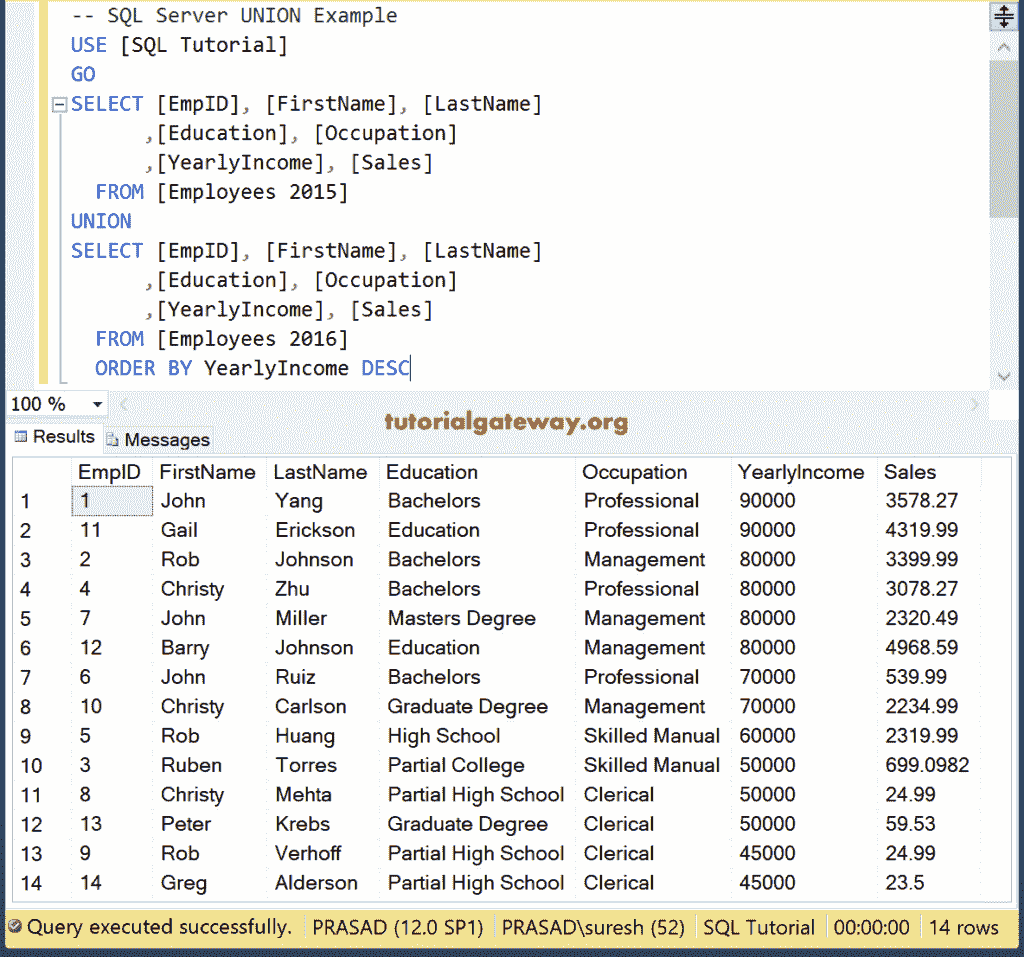 -- SQL Server UNION Example
USE [SQL Tutorial]
GO
SELECT [EmpID], [FirstName], [LastName]
,[Education], [Occupation]
,[YearlyIncome], [Sales]
FROM [Employees 2015]
UNION
SELECT [EmpID], [FirstName], [LastName]
,[Education], [Occupation]
,[YearlyIncome], [Sales]
FROM [Employees 2016]
ORDER BY YearlyIncome DESC
100 %
tutorialgateway.org
Results Messages
EmpID FirstName LastName Education Occupation YearlyIncome Sales
1 1 John Yang Bachelors Professional 90000 3578.27
2 11 Gail Erickson Education Professional 90000 4319.99
3 2 Rob Johnson Bachelors Management 80000 3399.99
4 4 Christy Zhu Bachelors Professional 80000 3078.27
5 7 John Miller Masters Degree Management 80000 2320.49
6 12 Barry Johnson Education Management 80000 4968.59
7 6 John Ruiz Bachelors Professional 70000 539.99
8 10 Christy Carlson Graduate Degree Management 70000 2234.99
9 5 Rob Huang High School Skilled Manual 60000 2319.99
10 3 Ruben Torres Partial College Skilled Manual 50000 699.0982
11 8 Christy Mehta Partial High School Clerical 50000 24.99
12 13 Peter Krebs Graduate Degree Clerical 50000 59.53
13 9 Rob Verhoff Partial High School Clerical 45000 24.99
14 14 Greg Alderson Partial High School Clerical 45000 23.5
Query executed successfully. PRASAD (12.0 SP1) PRASAD\suresh (52) SQL Tutorial 00:00:00 14 rows